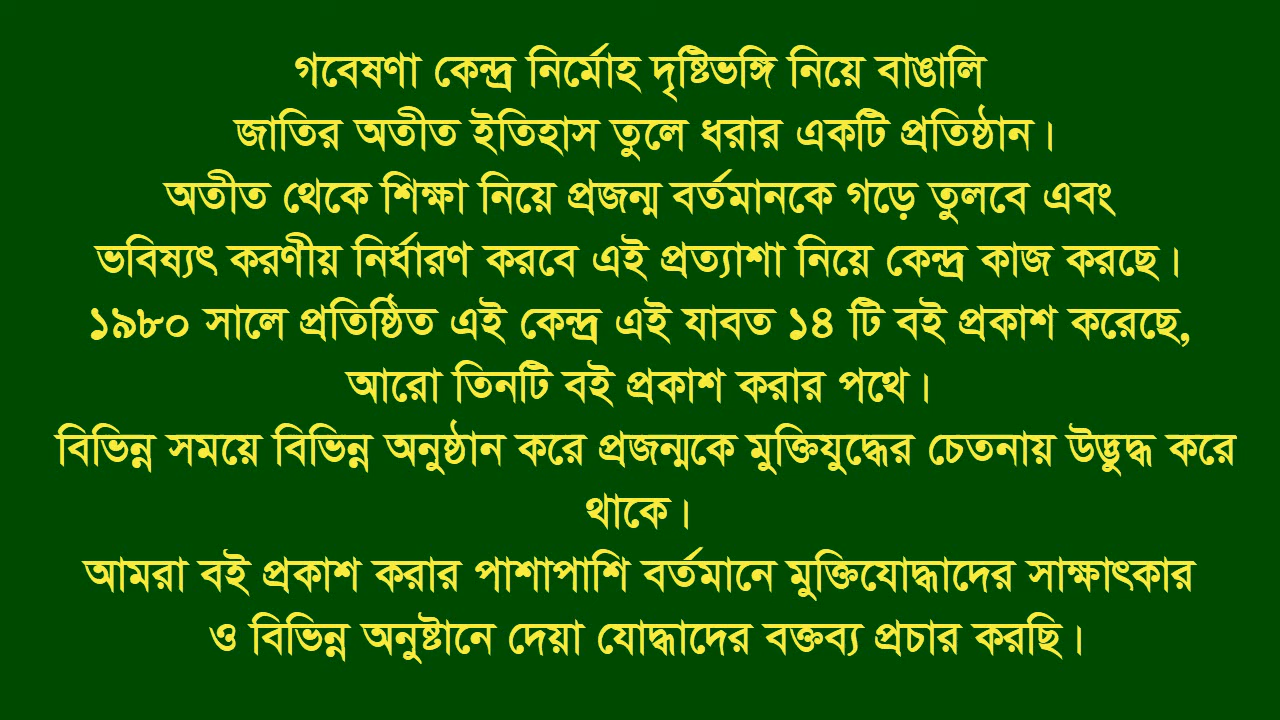 গবেষণা কেন্দ্র নির্মোহ দৃষ্টিভঙ্গি নিয়ে বাঙালি
জাতির অতীত ইতিহাস তুলে ধরার একটি প্রতিষ্ঠান।
অতীত থেকে শিক্ষা নিয়ে প্রজন্ম বর্তমানকে গড়ে তুলবে এবং
ভবিষ্যৎ করণীয় নির্ধারণ করবে এই প্রত্যাশা নিয়ে কেন্দ্র কাজ করছে।
১৯৮০ সালে প্রতিষ্ঠিত এই কেন্দ্র এই যাবত ১৪ টি বই প্রকাশ করেছে,
আরো তিনটি বই প্রকাশ করার পথে।
বিভিন্ন সময়ে বিভিন্ন অনুষ্ঠান করে প্রজন্মকে মুক্তিযুদ্ধের চেতনায় উদ্ভুদ্ধ করে
থাকে।
আমরা বই প্রকাশ করার পাশাপাশি বর্তমানে মুক্তিযোদ্ধাদের সাক্ষাৎকার
ও বিভিন্ন অনুষ্টানে দেয়া যোদ্ধাদের বক্তব্য প্রচার করছি।